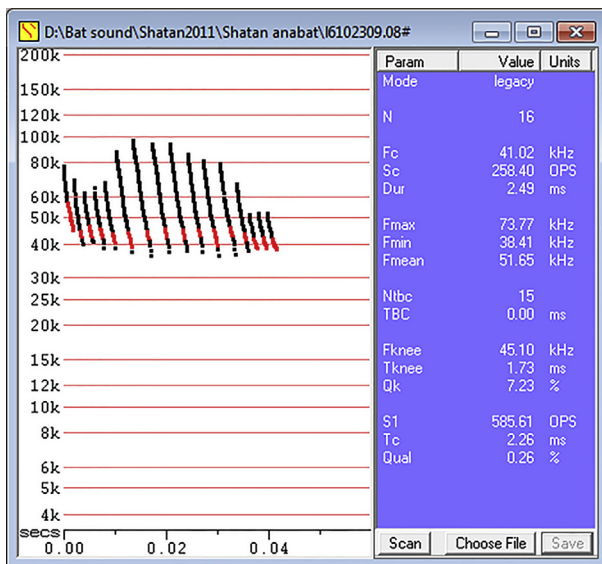 D:\Bat sound\Shatan2011\Shatan anabat\I6102309.08#
200k
150k
120k
100k
80k
60k
50k
40k
30k
25k
20k
15k
12k
10k
8k
6k
5k
4k
secs
0.00 0.02 0.04
Param Value Units
Mode legacy
N 16
Fc 41.02 kHz
Sc 258.40 OPS
Dur 2.49 ms
Fmax 73.77 kHz
Fmin 38.41 kHz
Fmean 51.65 kHz
Ntbc 15
TBC 0.00 ms
Fknee 45.10 kHz
Tknee 1.73 ms
Qk 7.23 %
S1 585.61 OPS
Tc 2.26 ms
Qual 0.26 %
Scan Choose File Save